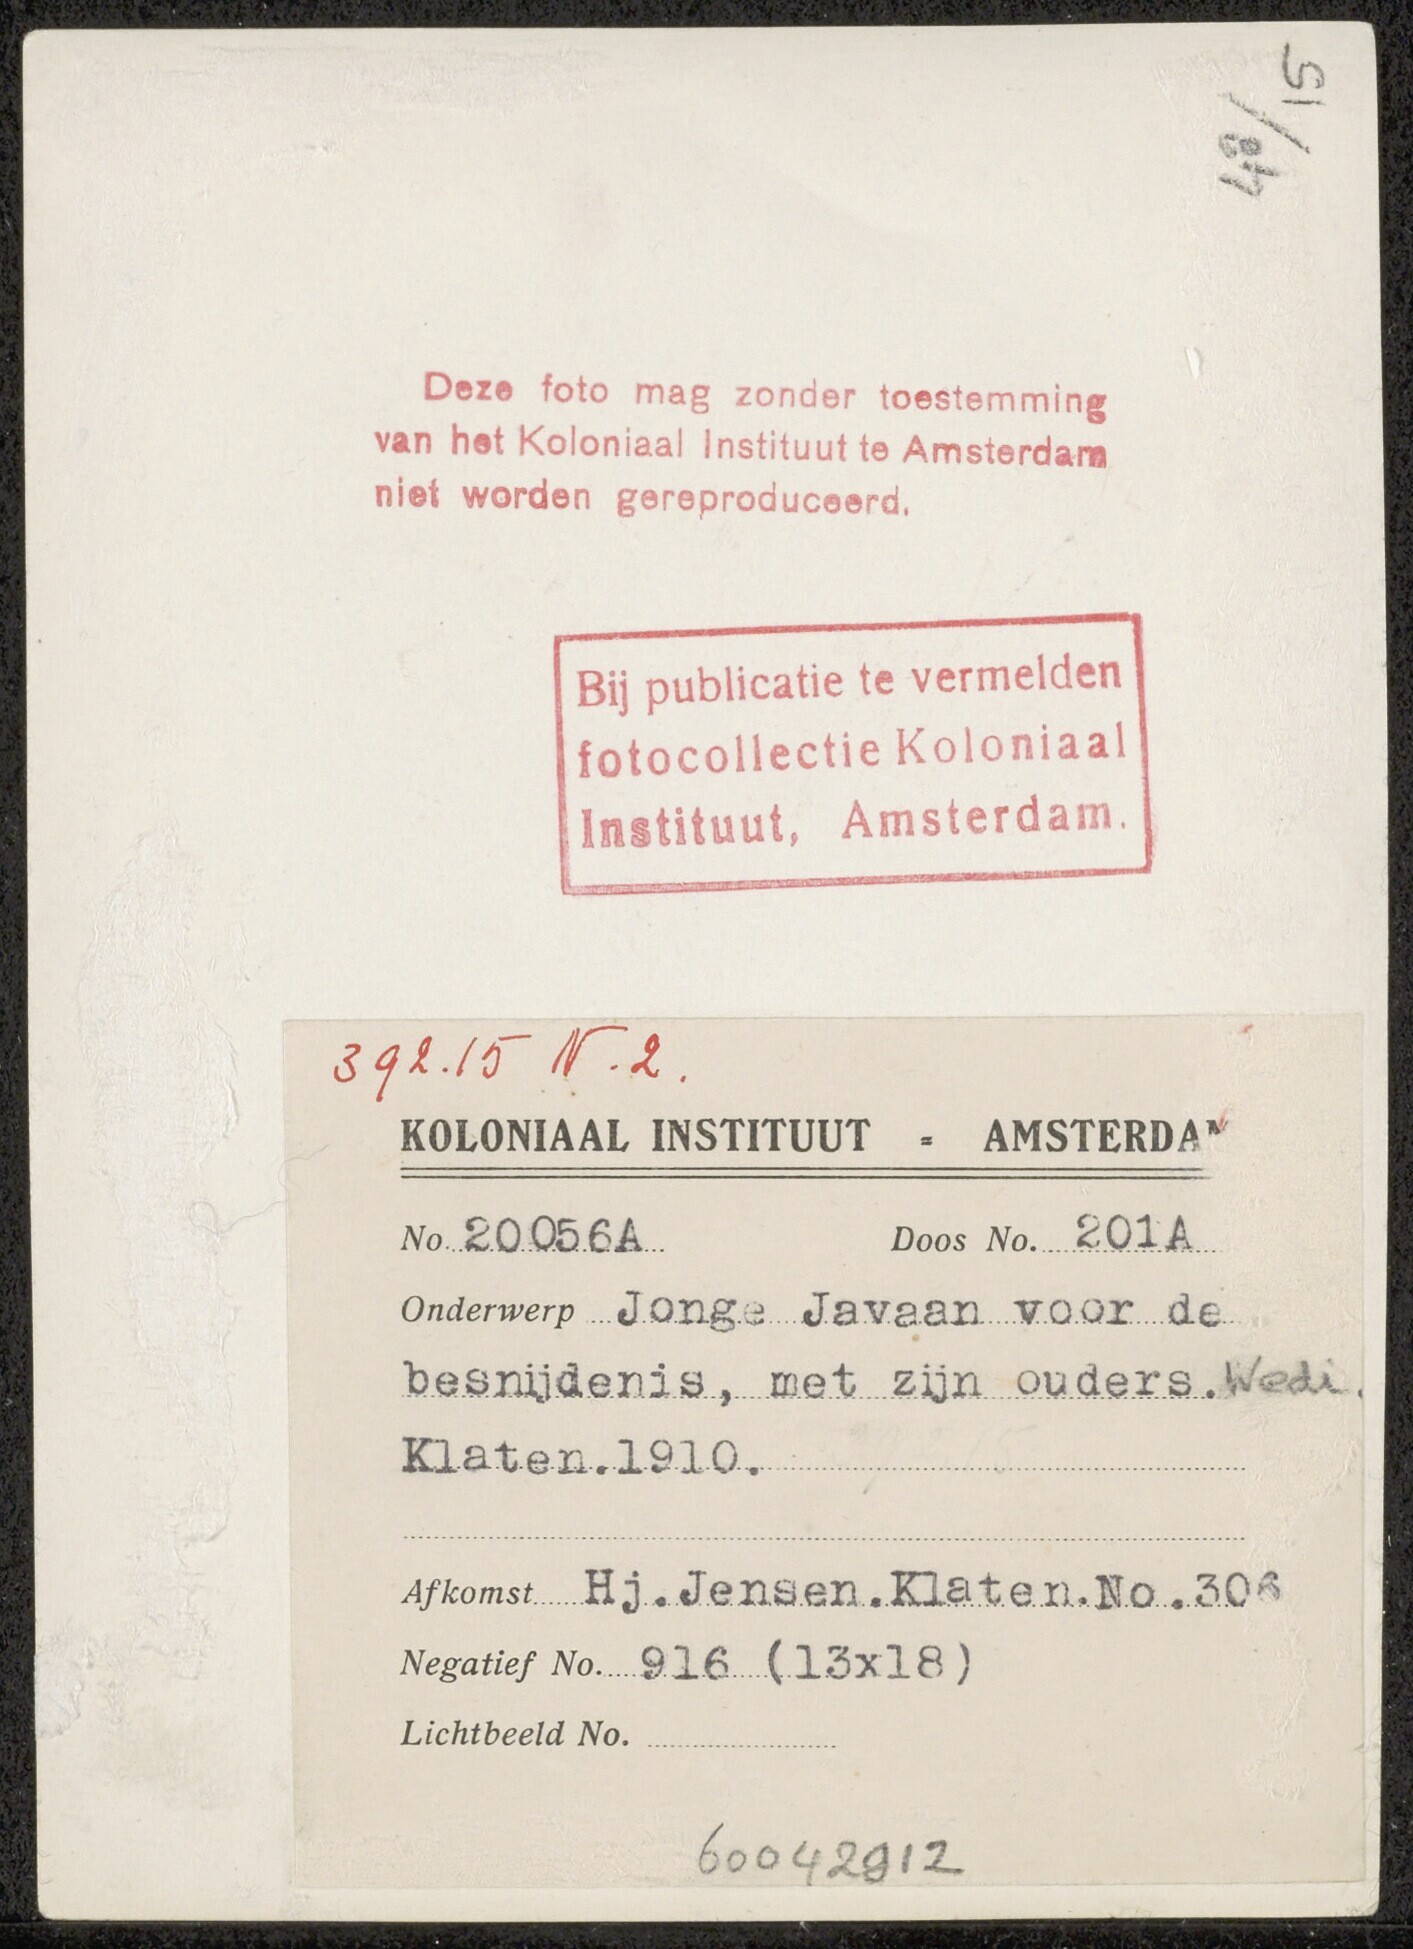 48/15
Deze foto mag zonder toestemming
van het Koloniaal Instituut te Amsterdam
niet worden gereproduceerd.
Bij publicatie te vermelden
fotocollectie Koloniaal
Instituut, Amsterdam.
392.15 N.2.
KOLONIAAL INSTITUUT - AMSTERDAM
No. 20056A Doos No. 201A
Onderwerp Jonge Javaan voor de
besnijdenis, met zijn ouders. Wedi.
Klaten.1910.
Afkomst Hj.Jensen.Klaten.No.306
Negatief No. 916 (13x18)
Lichtbeeld No.
60042912